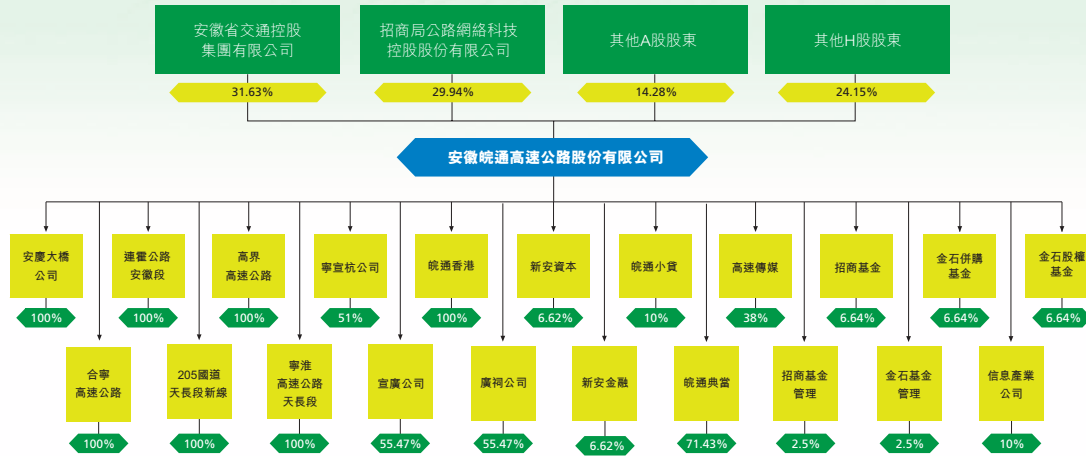 安徽省交通控股
集團有限公司
招商局公路網絡科技
控股股份有限公司
其他A股股東
其他H股股東
31.63%
29.94%
14.28%
24.15%
安徽皖通高速公路股份有限公司
安慶大橋
公司
連霍公路
安徽段
高界
高速公路
寧宣杭公司
皖通香港
新安資本
皖通小貸
高速傳媒
招商基金
金石併購
基金
金石股權
基金
100%
100%
100%
51%
100%
6.62%
10%
38%
6.64%
6.64%
6.64%
合寧
高速公路
205國道
天長段新線
寧淮
高速公路
天長段
宣廣公司
廣祠公司
新安金融
皖通典當
招商基金
管理
金石基金
管理
信息產業
公司
100%
100%
100%
55.47%
55.47%
6.62%
71.43%
2.5%
2.5%
10%